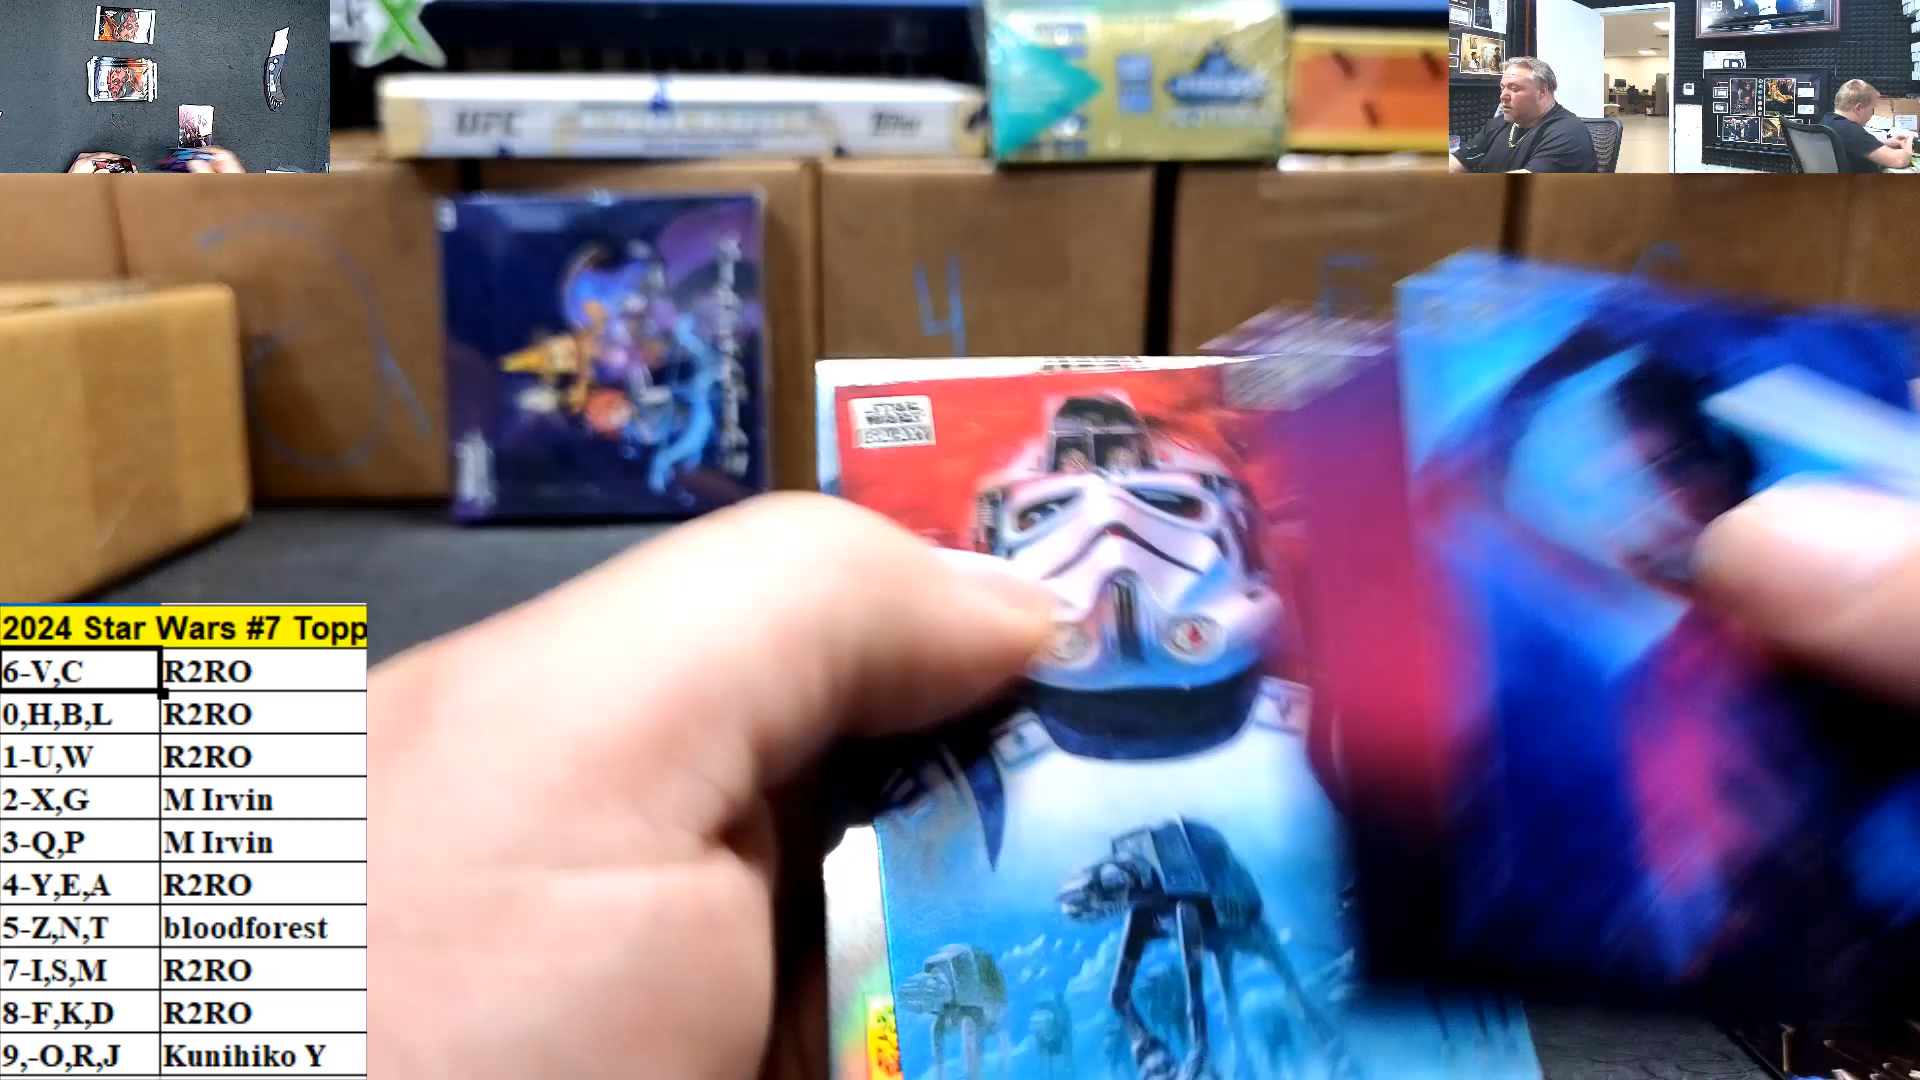 UFC
Topps
4
STAR
WARS
GALAXY
2024 Star Wars #7 Topp
6-V,C R2RO
0,H,B,L R2RO
1-U,W R2RO
2-X,G M Irvin
3-Q,P M Irvin
4-Y,E,A R2RO
5-Z,N,T bloodforest
7-I,S,M R2RO
8-F,K,D R2RO
9,-O,R,J Kunihiko Y